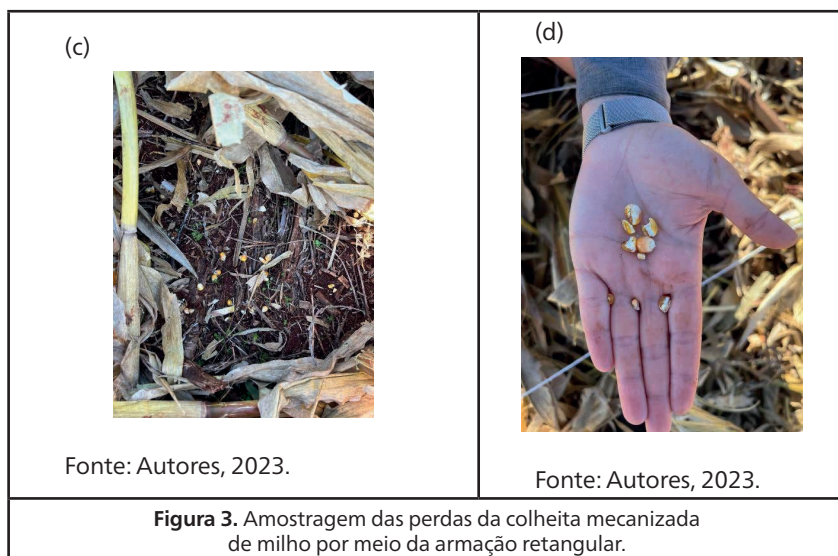 (c)
(d)
Fonte: Autores, 2023.
Fonte: Autores, 2023.
Figura 3. Amostragem das perdas da colheita mecanizada
de milho por meio da armação retangular.